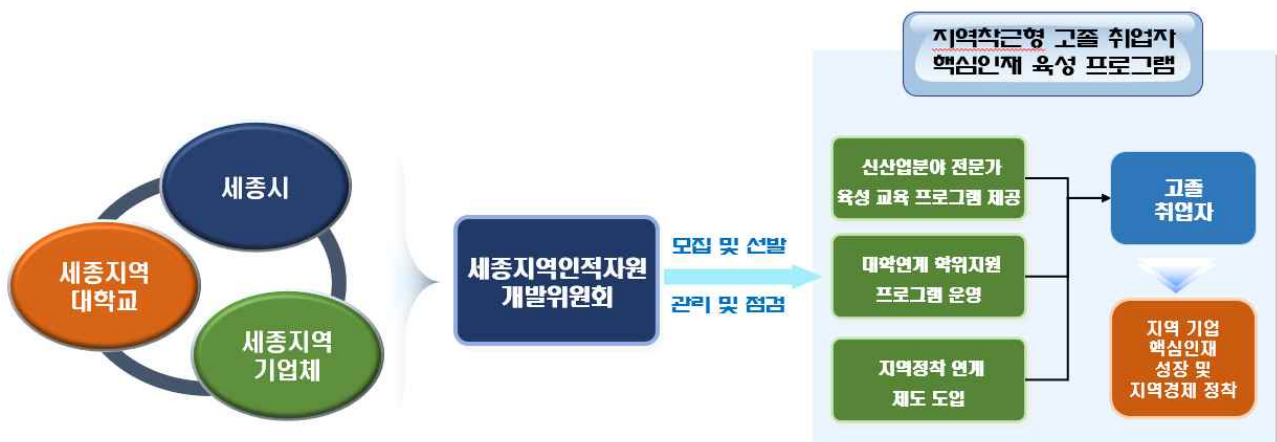 지역착근형 고졸 취업자
핵심인재 육성 프로그램
세종시
세종지역
대학교
세종지역
기업체
세종지역인적자원
개발위원회
모집 및 선발
관리 및 점검
신산업분야 전문가
육성 교육 프로그램 제공
대학연계 학위지원
프로그램 운영
지역정착 연계
제도 도입
고졸
취업자
지역 기업
핵심인재
성장 및
지역경제 정착